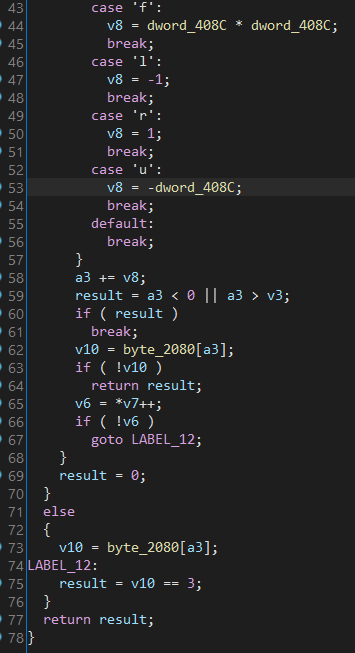 43 case 'f':
44 v8 = dword_408C * dword_408C;
45 break;
46 case 'l':
47 v8 = -1;
48 break;
49 case 'r':
50 v8 = 1;
51 break;
52 case 'u':
53 v8 = -dword_408C;
54 break;
55 default:
56 break;
57 }
58 a3 += v8;
59 result = a3 < 0 || a3 > v3;
60 if ( result )
61 break;
62 v10 = byte_2080[a3];
63 if ( !v10 )
64 return result;
65 v6 = *v7++;
66 if ( !v6 )
67 goto LABEL_12;
68 }
69 result = 0;
70 }
71 else
72 {
73 v10 = byte_2080[a3];
74 LABEL_12:
75 result = v10 == 3;
76 }
77 return result;
78 }